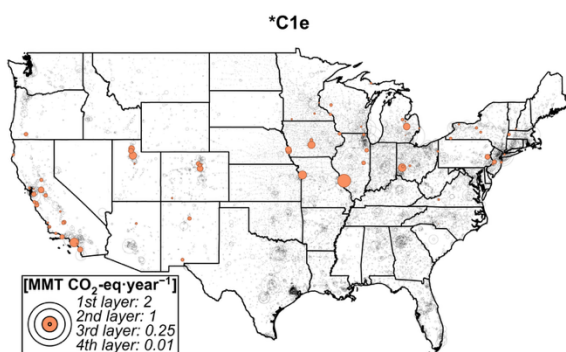 *C1e
[MMT CO₂-eq·year⁻¹]
1st layer: 2
2nd layer: 1
3rd layer: 0.25
4th layer: 0.01